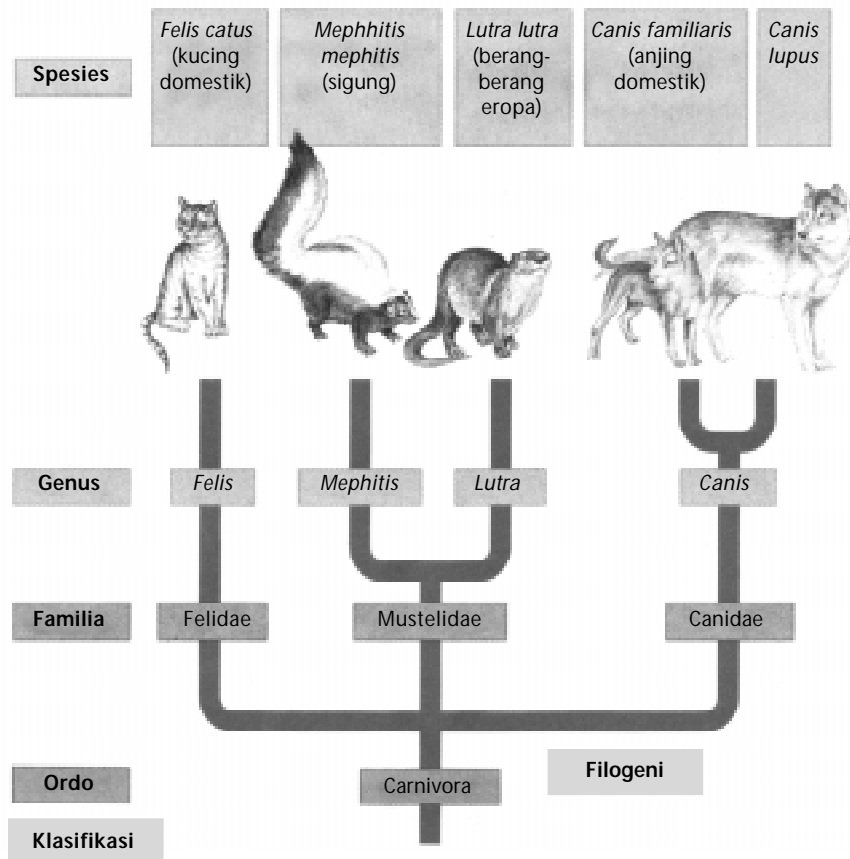 Spesies
Felis catus
(kucing
domestik)
Mephhitis
mephitis
(sigung)
Lutra lutra
(berang-
berang
eropa)
Canis familiaris
(anjing
domestik)
Canis
lupus
Genus
Felis
Mephitis
Lutra
Canis
Familia
Felidae
Mustelidae
Canidae
Ordo
Carnivora
Filogeni
Klasifikasi